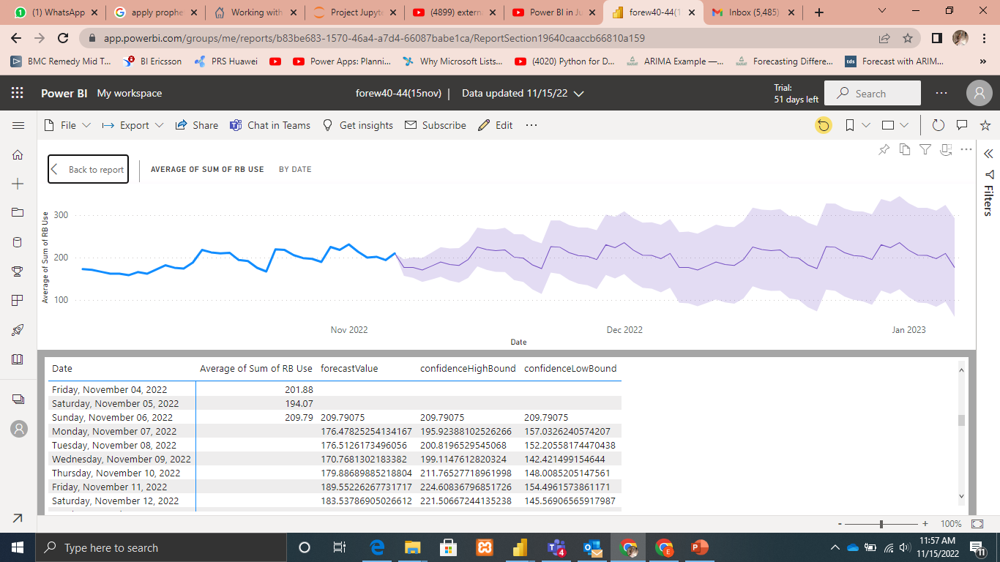 (1) WhatsApp
apply prophe
Working with
Project Jupyt
(4899) extern
Power BI in Ju
forew40-44(1
Inbox (5,485)
app.powerbi.com/groups/me/reports/b83be683-1570-46a4-a7d4-66087babe1ca/ReportSection19640caaccb66810a159
BMC Remedy Mid T...
BI Ericsson
PRS Huawei
Power Apps: Planni...
Why Microsoft Lists...
(4020) Python for D...
ARIMA Example —...
Forecasting Differe...
tds
Forecast with ARIM...
Power BI My workspace
forew40-44(15nov) | Data updated 11/15/22
Trial:
51 days left
Search
File
Export
Share
Chat in Teams
Get insights
Subscribe
Edit
Back to report
AVERAGE OF SUM OF RB USE
BY DATE
Filters
Average of Sum of RB Use
300
200
100
Nov 2022
Dec 2022
Jan 2023
Date
Date Average of Sum of RB Use forecastValue confidenceHighBound confidenceLowBound
Friday, November 04, 2022 201.88
Saturday, November 05, 2022 194.07
Sunday, November 06, 2022 209.79 209.79075 209.79075 209.79075
Monday, November 07, 2022 176.47825254134167 195.92388102526266 157.0326240574207
Tuesday, November 08, 2022 176.5126173496056 200.8196529545068 152.20558174470438
Wednesday, November 09, 2022 170.7681302183382 199.1147612820324 142.421499154644
Thursday, November 10, 2022 179.88689885218804 211.76527718961998 148.0085205147561
Friday, November 11, 2022 189.55226267731717 224.60836796851726 154.4961573861171
Saturday, November 12, 2022 183.53786905026612 221.50667244135238 145.56906565917987
- + 100%
Type here to search
4
E
11:57 AM
11/15/2022
11